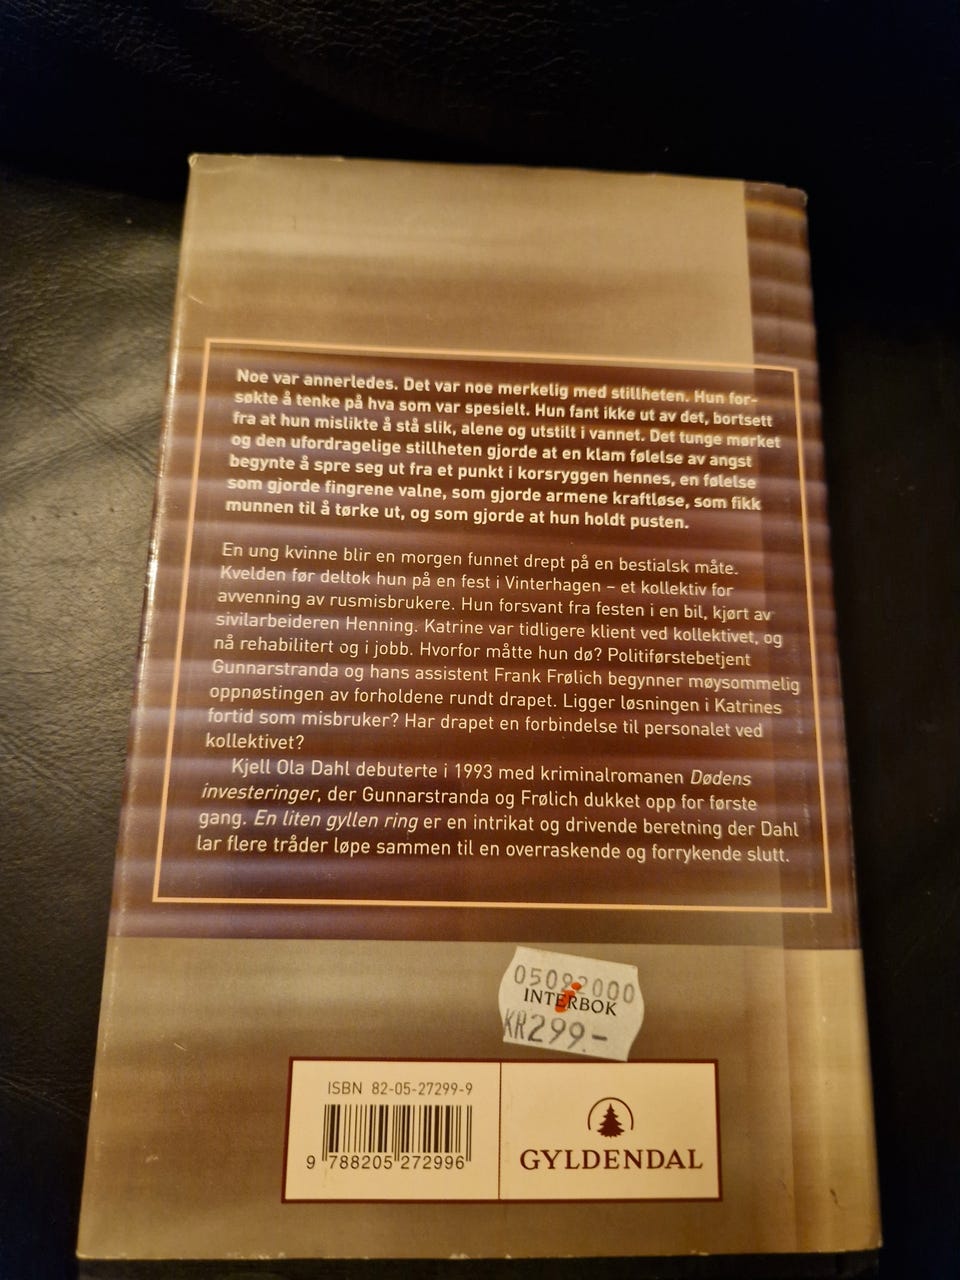 Noe var annerledes. Det var noe merkelig med stillheten. Hun for-
søkte å tenke på hva som var spesielt. Hun fant ikke ut av det, bortsett
fra at hun mislikte å stå slik, alene og utstilt i vannet. Det tunge mørket
og den ufordragelige stillheten gjorde at en klam følelse av angst
begynte å spre seg ut fra et punkt i korsryggen hennes, en følelse
som gjorde fingrene valne, som gjorde armene kraftløse, som fikk
munnen til å tørke ut, og som gjorde at hun holdt pusten.
En ung kvinne blir en morgen funnet drept på en bestialsk måte.
Kvelden før deltok hun på en fest i Vinterhagen – et kollektiv for
avvenning av rusmisbrukere. Hun forsvant fra festen i en bil, kjørt av
sivilarbeideren Henning. Katrine var tidligere klient ved kollektivet, og
nå rehabilitert og i jobb. Hvorfor måtte hun dø? Politiførstebetjent
Gunnarstranda og hans assistent Frank Frølich begynner møysommelig
oppnøstingen av forholdene rundt drapet. Ligger løsningen i Katrines
fortid som misbruker? Har drapet en forbindelse til personalet ved
kollektivet?
Kjell Ola Dahl debuterte i 1993 med kriminalromanen Dødens
investeringer, der Gunnarstranda og Frølich dukket opp for første
gang. En liten gyllen ring er en intrikat og drivende beretning der Dahl
lar flere tråder løpe sammen til en overraskende og forrykende slutt.
05092000
INTERBOK
KR299.-
ISBN 82-05-27299-9
9 788205 272996
GYLDENDAL